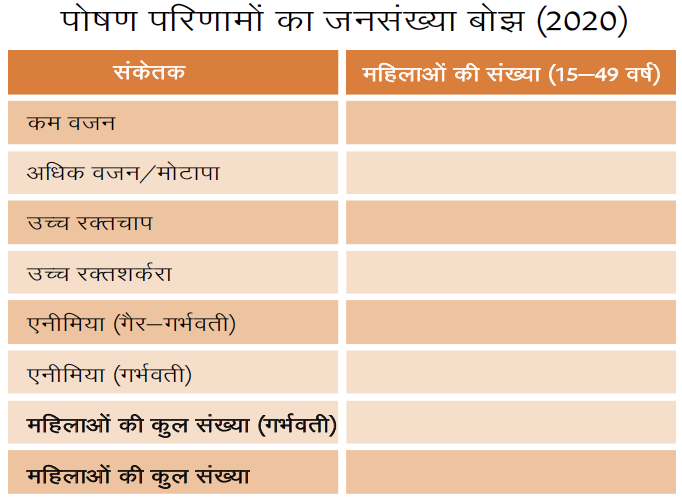 पोषण परिणामों का जनसंख्या बोझ (2020)
संकेतक
महिलाओं की संख्या (15–49 वर्ष)
कम वजन
अधिक वजन/मोटापा
उच्च रक्तचाप
उच्च रक्तशर्करा
एनीमिया (गैर–गर्भवती)
एनीमिया (गर्भवती)
महिलाओं की कुल संख्या (गर्भवती)
महिलाओं की कुल संख्या